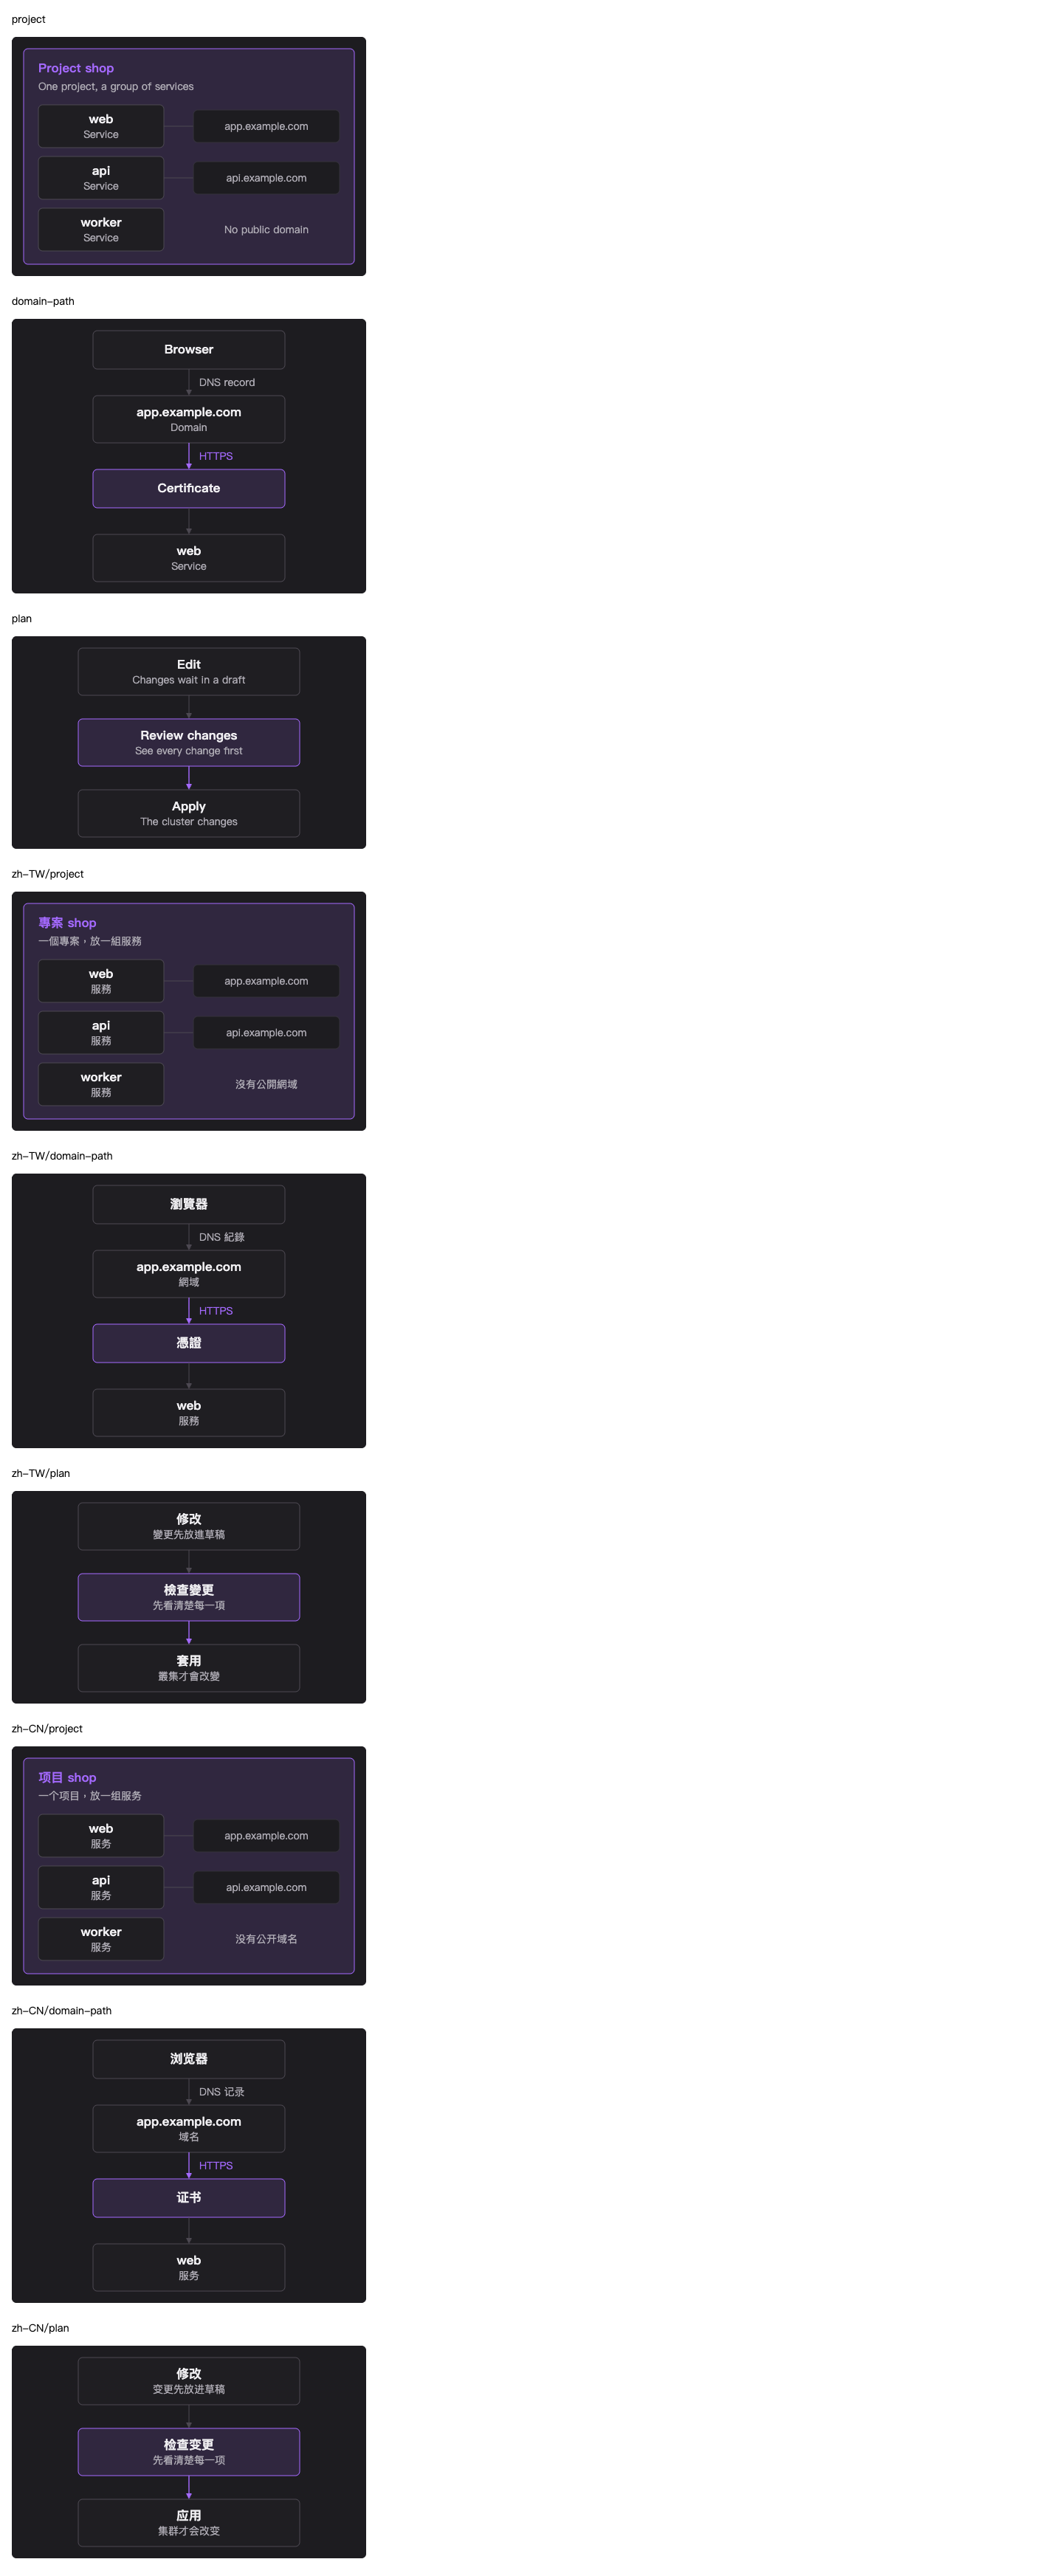 project
Project shop
One project, a group of services
web
Service
app.example.com
api
Service
api.example.com
worker
Service
No public domain
domain-path
Browser
DNS record
app.example.com
Domain
HTTPS
Certificate
web
Service
plan
Edit
Changes wait in a draft
Review changes
See every change first
Apply
The cluster changes
zh-TW/project
專案 shop
一個專案，放一組服務
web
服務
app.example.com
api
服務
api.example.com
worker
服務
沒有公開網域
zh-TW/domain-path
瀏覽器
DNS 紀錄
app.example.com
網域
HTTPS
憑證
web
服務
zh-TW/plan
修改
變更先放進草稿
檢查變更
先看清楚每一項
套用
叢集才會改變
zh-CN/project
项目 shop
一个项目，放一组服务
web
服务
app.example.com
api
服务
api.example.com
worker
服务
没有公开域名
zh-CN/domain-path
浏览器
DNS 记录
app.example.com
域名
HTTPS
证书
web
服务
zh-CN/plan
修改
变更先放进草稿
检查变更
先看清楚每一项
应用
集群才会改变